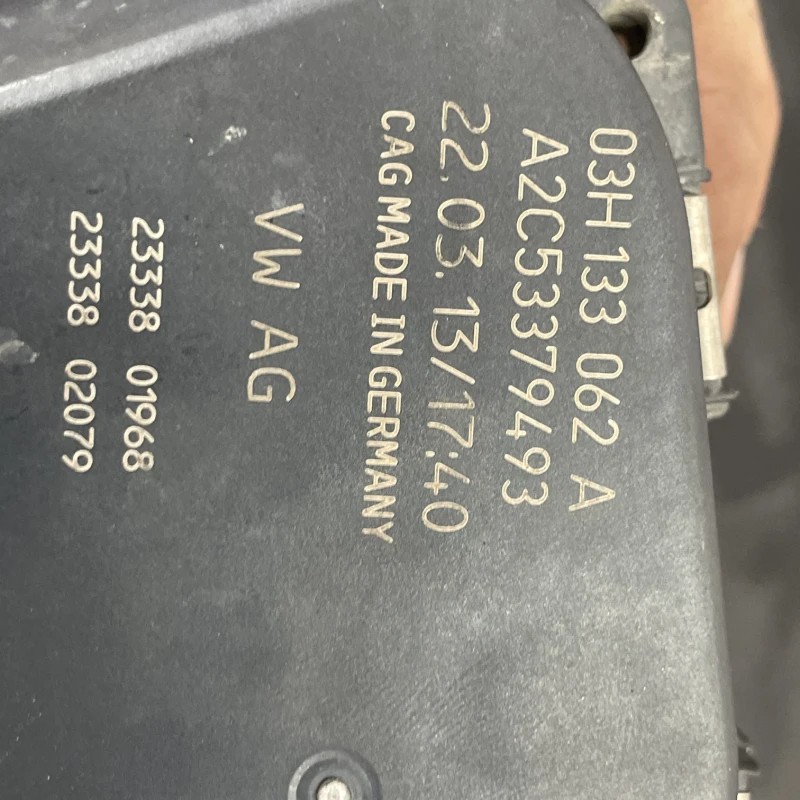 03H 133 062 A
A2C53379493
22.03.13/17:40
CAG MADE IN GERMANY
VW AG
23338 01968
23338 02079